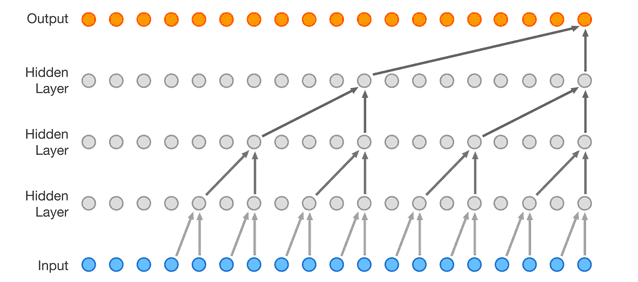 Output
Hidden
Layer
Hidden
Layer
Hidden
Layer
Input